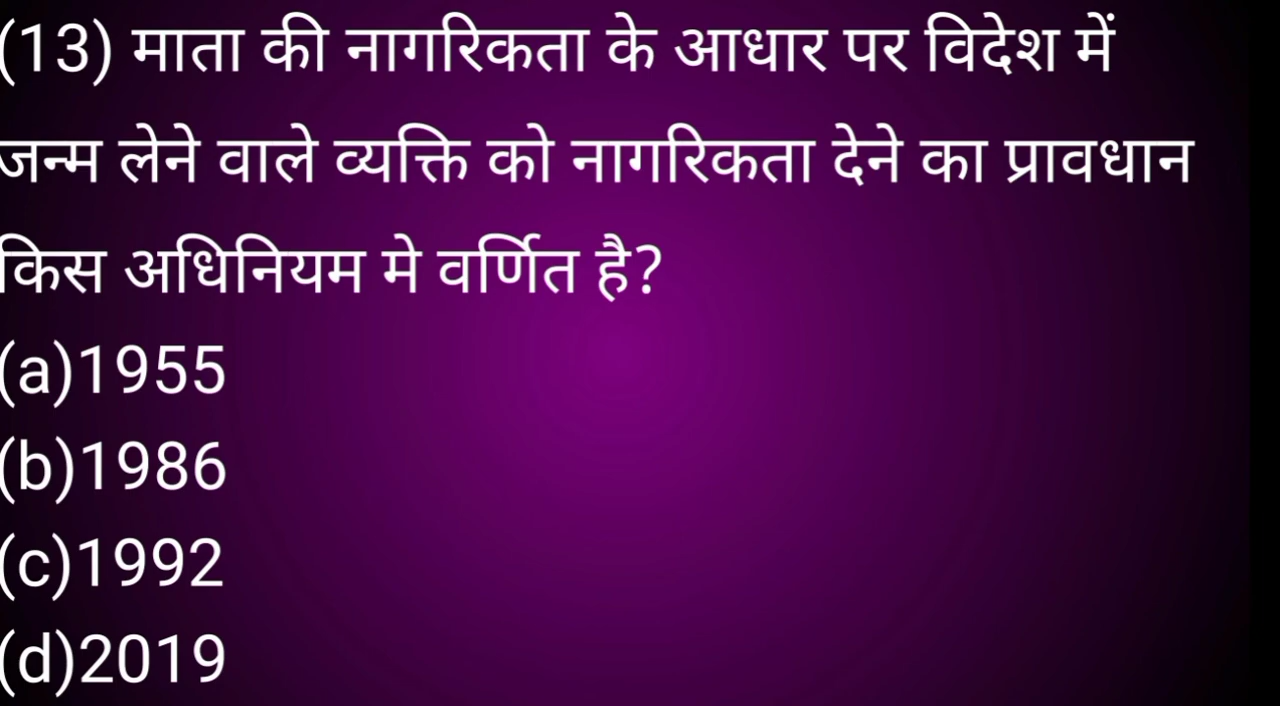 (13) माता की नागरिकता के आधार पर विदेश में
जन्म लेने वाले व्यक्ति को नागरिकता देने का प्रावधान
किस अधिनियम मे वर्णित है?
(a)1955
(b)1986
(c)1992
(d)2019